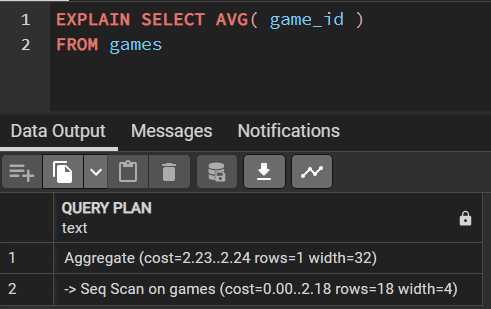 1 EXPLAIN SELECT AVG( game_id )
2 FROM games
Data Output Messages Notifications
QUERY PLAN
text
1 Aggregate (cost=2.23..2.24 rows=1 width=32)
2 -> Seq Scan on games (cost=0.00..2.18 rows=18 width=4)